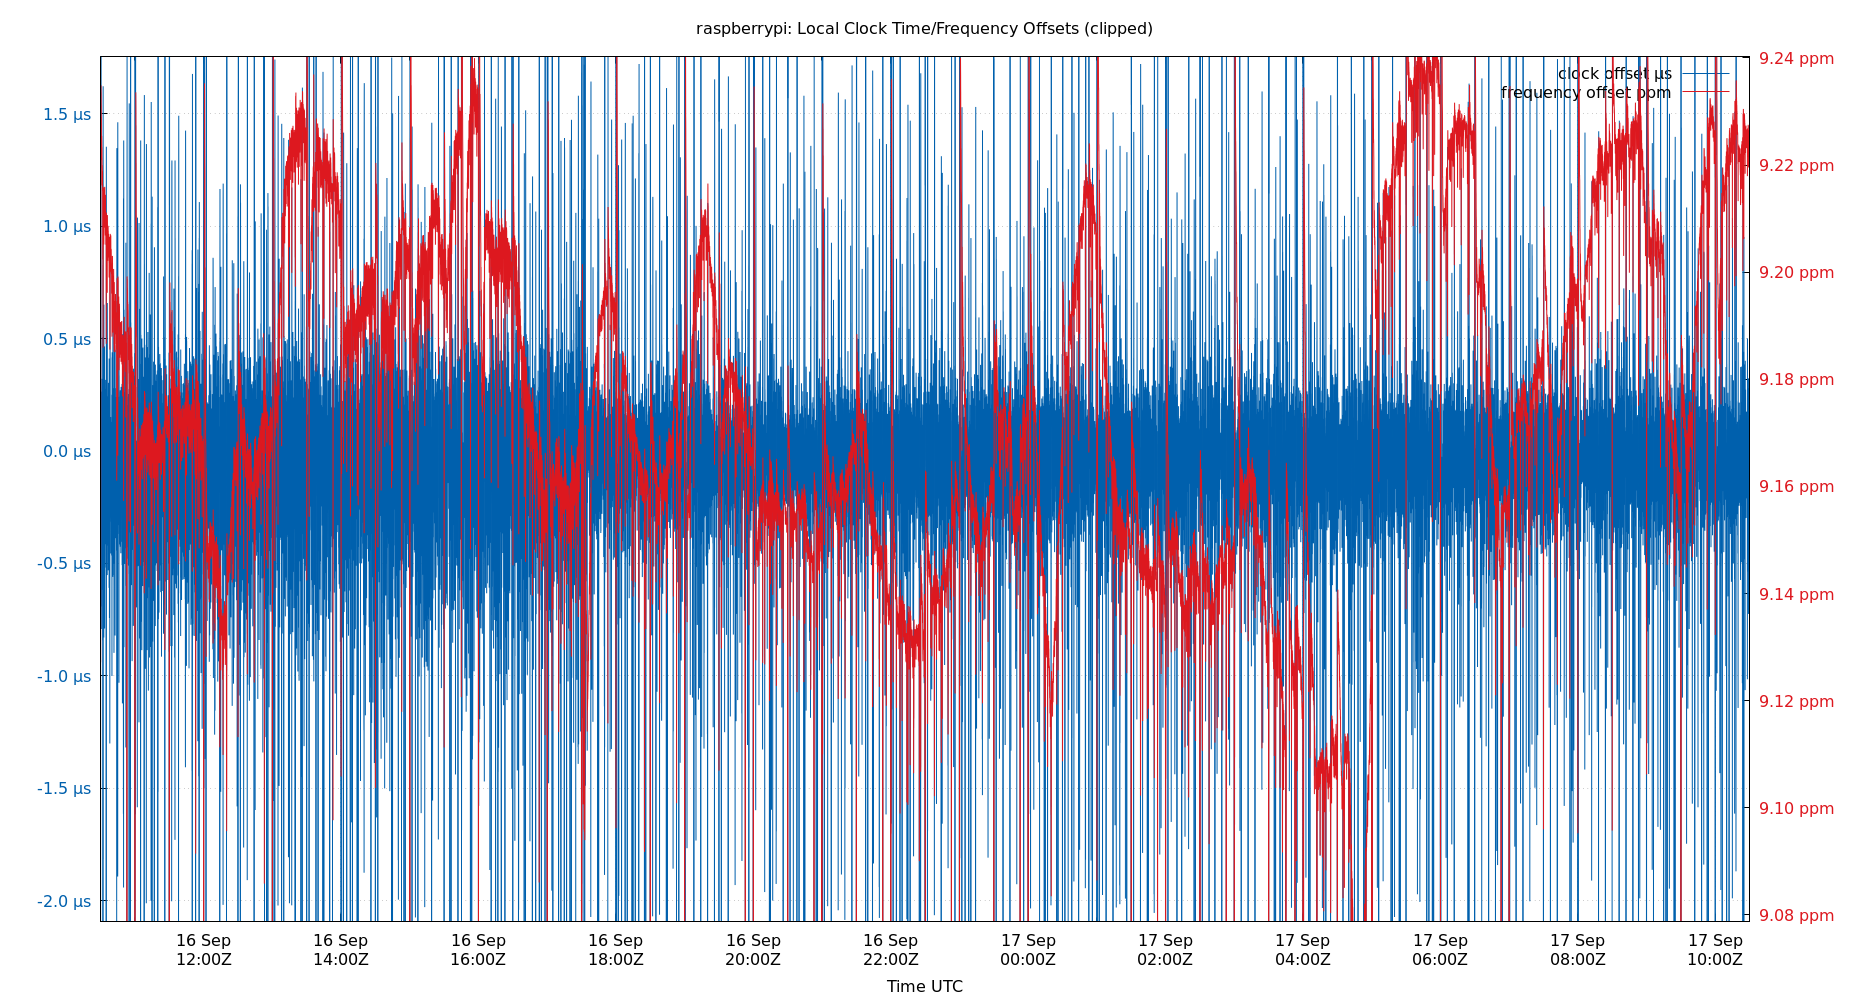 raspberrypi: Local Clock Time/Frequency Offsets (clipped)
clock offset µs
frequency offset ppm
1.5 µs
1.0 µs
0.5 µs
0.0 µs
-0.5 µs
-1.0 µs
-1.5 µs
-2.0 µs
9.24 ppm
9.22 ppm
9.20 ppm
9.18 ppm
9.16 ppm
9.14 ppm
9.12 ppm
9.10 ppm
9.08 ppm
16 Sep 16 Sep 16 Sep 16 Sep 16 Sep 16 Sep 17 Sep 17 Sep 17 Sep 17 Sep 17 Sep 17 Sep
12:00Z 14:00Z 16:00Z 18:00Z 20:00Z 22:00Z 00:00Z 02:00Z 04:00Z 06:00Z 08:00Z 10:00Z
Time UTC